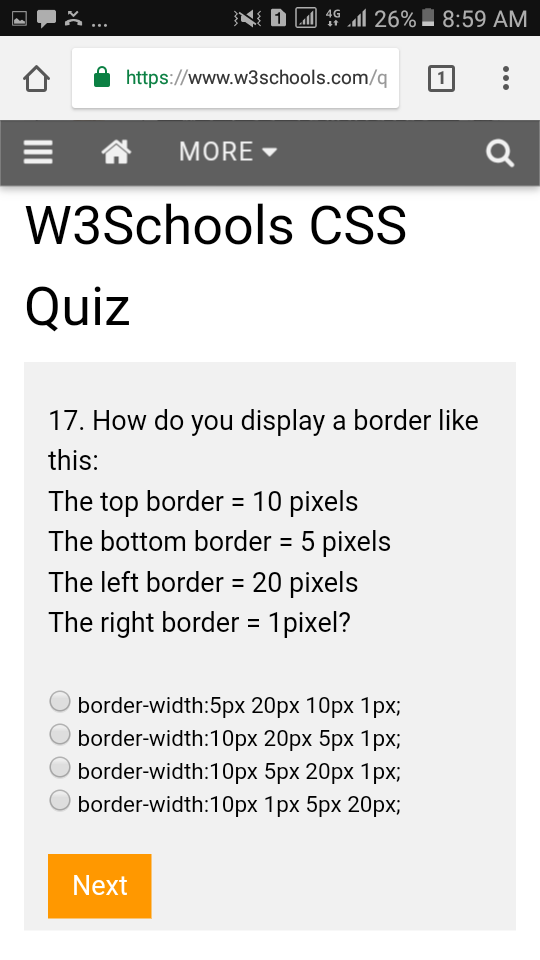 ... 1 4G 26% 8:59 AM
https://www.w3schools.com/q 1
MORE
W3Schools CSS
Quiz
17. How do you display a border like
this:
The top border = 10 pixels
The bottom border = 5 pixels
The left border = 20 pixels
The right border = 1pixel?
border-width:5px 20px 10px 1px;
border-width:10px 20px 5px 1px;
border-width:10px 5px 20px 1px;
border-width:10px 1px 5px 20px;
Next